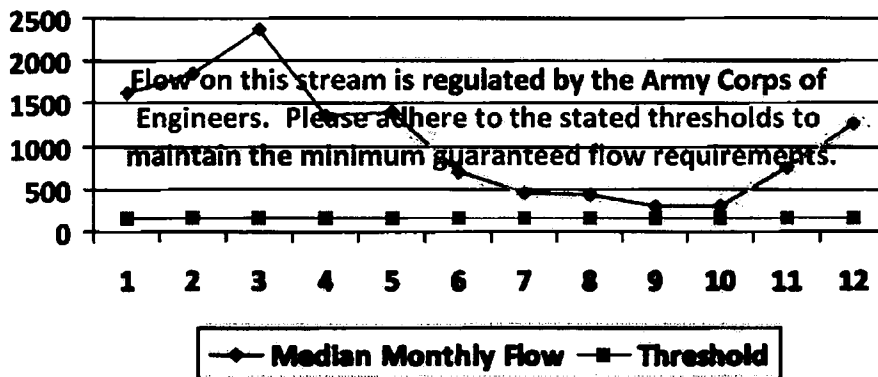 2500
2000
1500
1000
500
0
Flow on this stream is regulated by the Army Corps of
Engineers. Please adhere to the stated thresholds to
maintain the minimum guaranteed flow requirements.
1 2 3 4 5 6 7 8 9 10 11 12
Median Monthly Flow Threshold